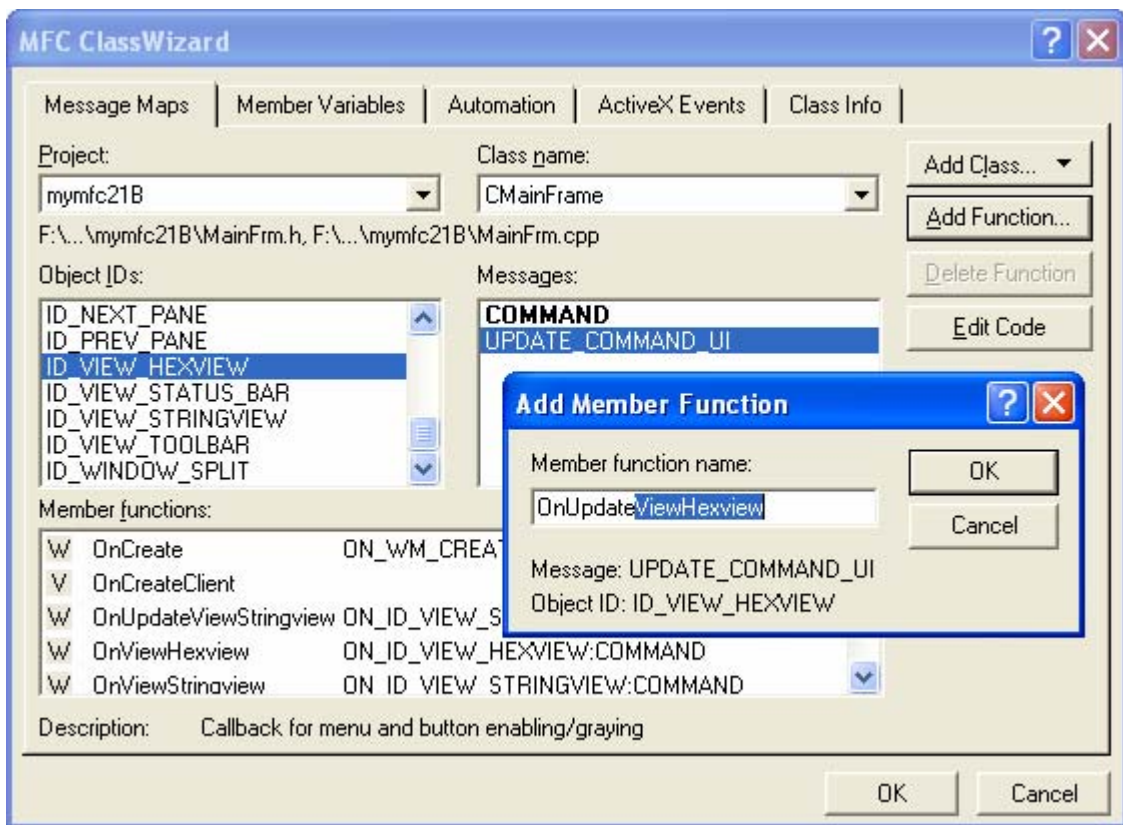 MFC ClassWizard
Message Maps Member Variables Automation ActiveX Events Class Info
Project:
mymfc21B
Class name:
CMainFrame
Add Class...
Add Function...
Delete Function
Edit Code
F:\...\mymfc21B\MainFrm.h, F:\...\mymfc21B\MainFrm.cpp
Object IDs:
ID_NEXT_PANE
ID_PREV_PANE
ID_VIEW_HEXVIEW
ID_VIEW_STATUS_BAR
ID_VIEW_STRINGVIEW
ID_VIEW_TOOLBAR
ID_WINDOW_SPLIT
Messages:
COMMAND
UPDATE_COMMAND_UI
Add Member Function
Member function name:
OnUpdateViewHexview
OK
Cancel
Message: UPDATE_COMMAND_UI
Object ID: ID_VIEW_HEXVIEW
Member functions:
W OnCreate ON_WM_CREAT
V OnCreateClient
W OnUpdateViewStringview ON_ID_VIEW_S
W OnViewHexview ON_ID_VIEW_HEXVIEW:COMMAND
W OnViewStringview ON_ID_VIEW_STRINGVIEW:COMMAND
Description: Callback for menu and button enabling/graying
OK Cancel